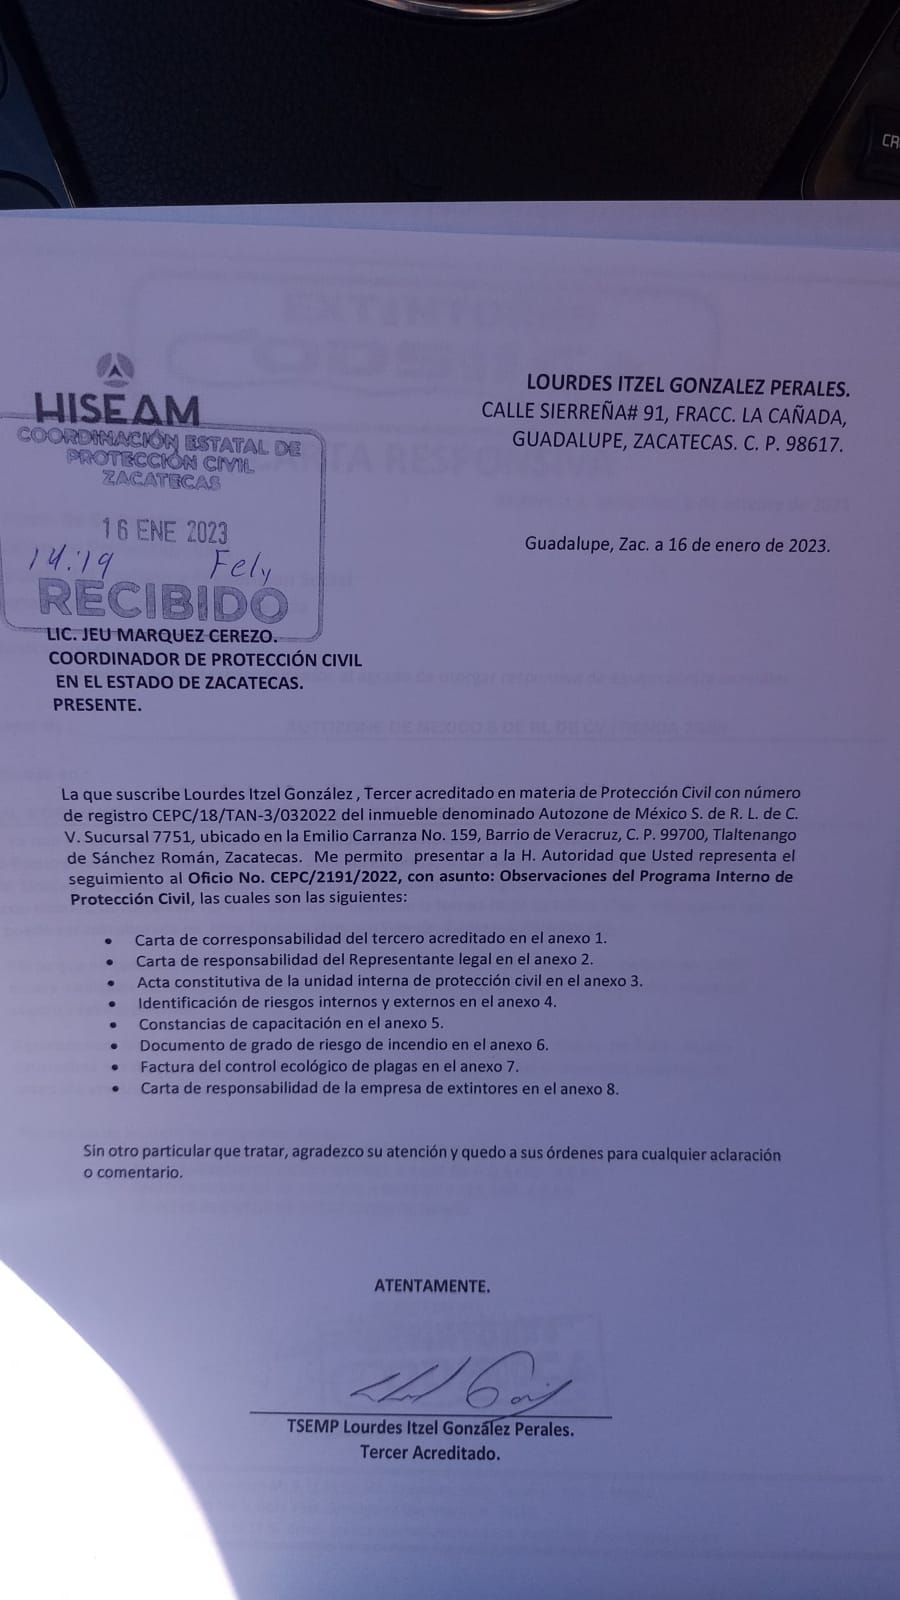 CR
HISEAM
COORDINACIÓN ESTATAL DE
PROTECCIÓN CIVIL
ZACATECAS
16 ENE 2023
14:19 Fely
RECIBIDO
LOURDES ITZEL GONZALEZ PERALES.
CALLE SIERREÑA# 91, FRACC. LA CAÑADA,
GUADALUPE, ZACATECAS. C. P. 98617.
Guadalupe, Zac. a 16 de enero de 2023.
LIC. JEU MARQUEZ CEREZO.
COORDINADOR DE PROTECCIÓN CIVIL
EN EL ESTADO DE ZACATECAS.
PRESENTE.
La que suscribe Lourdes Itzel González , Tercer acreditado en materia de Protección Civil con número
de registro CEPC/18/TAN-3/032022 del inmueble denominado Autozone de México S. de R. L. de C.
V. Sucursal 7751, ubicado en la Emilio Carranza No. 159, Barrio de Veracruz, C. P. 99700, Tlaltenango
de Sánchez Román, Zacatecas. Me permito presentar a la H. Autoridad que Usted representa el
seguimiento al Oficio No. CEPC/2191/2022, con asunto: Observaciones del Programa Interno de
Protección Civil, las cuales son las siguientes:
• Carta de corresponsabilidad del tercero acreditado en el anexo 1.
• Carta de responsabilidad del Representante legal en el anexo 2.
• Acta constitutiva de la unidad interna de protección civil en el anexo 3.
• Identificación de riesgos internos y externos en el anexo 4.
• Constancias de capacitación en el anexo 5.
• Documento de grado de riesgo de incendio en el anexo 6.
• Factura del control ecológico de plagas en el anexo 7.
• Carta de responsabilidad de la empresa de extintores en el anexo 8.
Sin otro particular que tratar, agradezco su atención y quedo a sus órdenes para cualquier aclaración
o comentario.
ATENTAMENTE.
TSEMP Lourdes Itzel González Perales.
Tercer Acreditado.